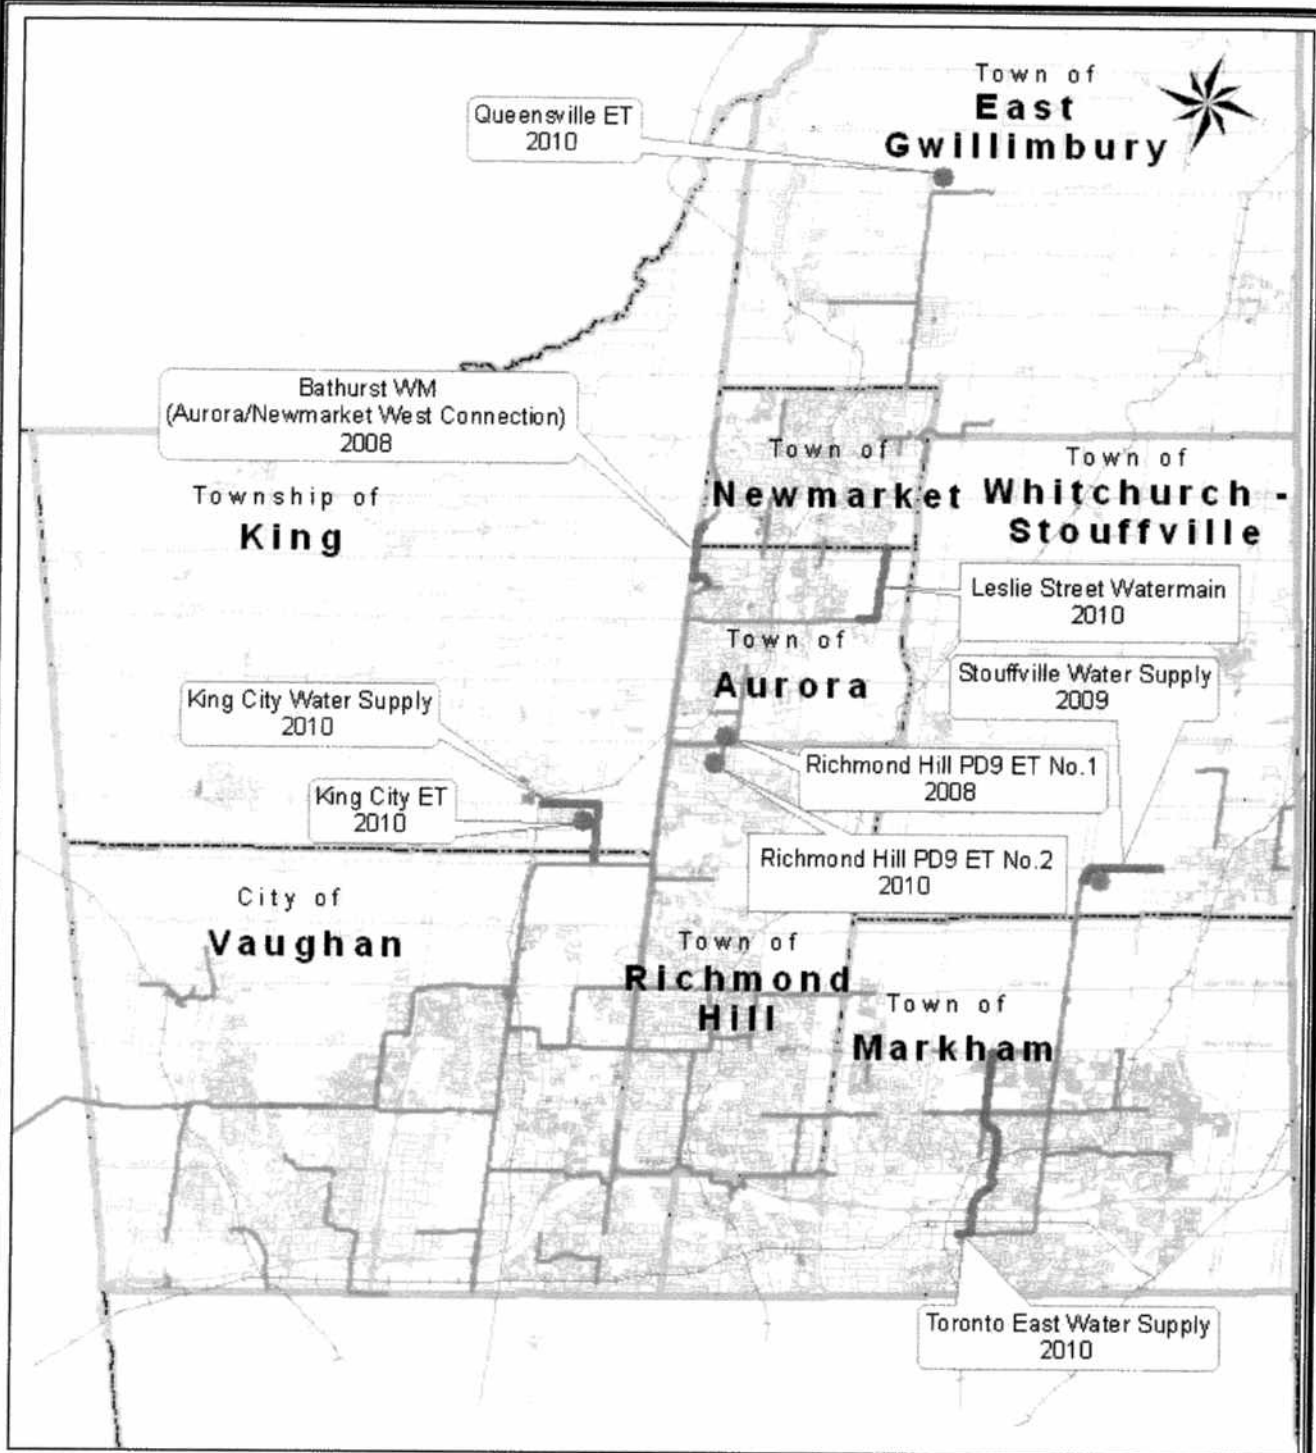 Town of
East
Gwillimbury
Queensville ET
2010
Bathurst WM
(Aurora/Newmarket West Connection)
2008
Town of
Newmarket
Town of
Whitchurch -
Stouffville
Township of
King
Leslie Street Watermain
2010
Town of
Aurora
Stouffville Water Supply
2009
King City Water Supply
2010
Richmond Hill PD9 ET No.1
2008
King City ET
2010
Richmond Hill PD9 ET No.2
2010
City of
Vaughan
Town of
Richmond
Hill
Town of
Markham
Toronto East Water Supply
2010